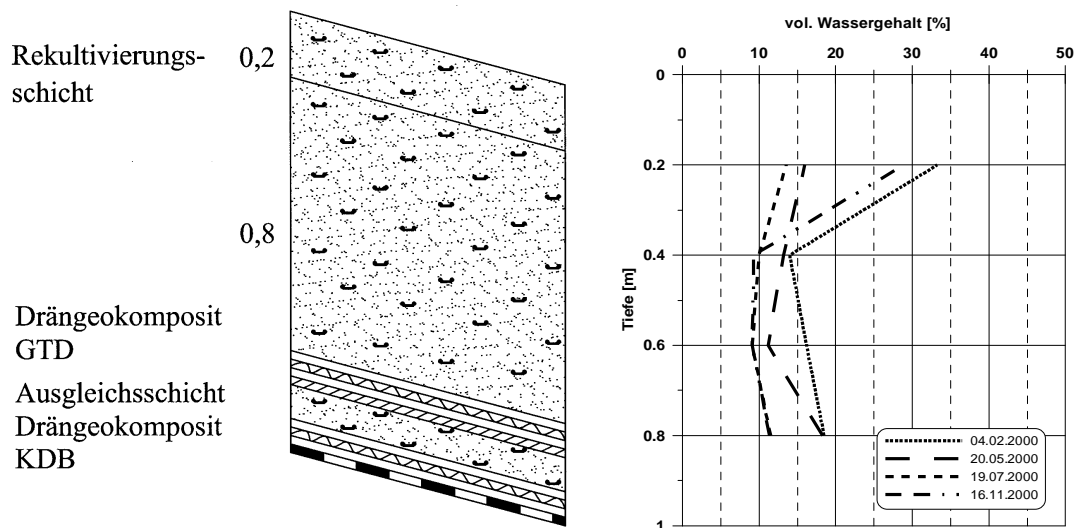 Rekultivierungs-
schicht
0,2
0,8
Drängeokomposit
GTD
Ausgleichsschicht
Drängeokomposit
KDB
vol. Wassergehalt [%]
0 10 20 30 40 50
Tiefe [m]
0
0.2
0.4
0.6
0.8
1
04.02.2000
20.05.2000
19.07.2000
16.11.2000